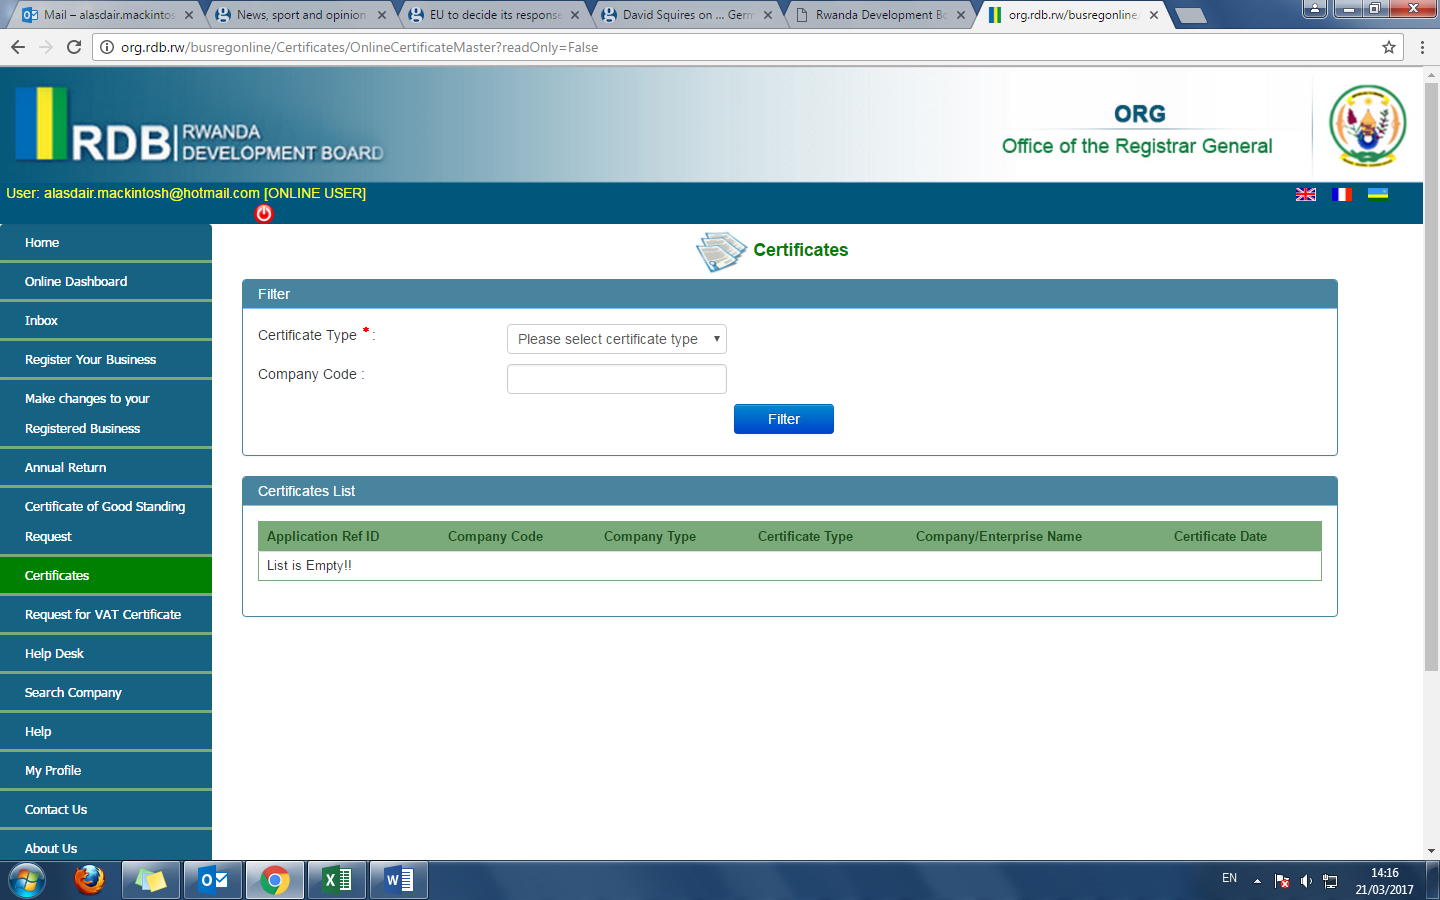 Mail – alasdair.mackintos
News, sport and opinion
EU to decide its response
David Squires on ... Gern
Rwanda Development Bo
org.rdb.rw/busregonline/
org.rdb.rw/busregonline/Certificates/OnlineCertificateMaster?readOnly=False
RDB
RWANDA
DEVELOPMENT BOARD
ORG
Office of the Registrar General
User: alasdair.mackintosh@hotmail.com [ONLINE USER]
Home
Online Dashboard
Inbox
Register Your Business
Make changes to your
Registered Business
Annual Return
Certificate of Good Standing
Request
Certificates
Request for VAT Certificate
Help Desk
Search Company
Help
My Profile
Contact Us
About Us
Certificates
Filter
Certificate Type * :
Please select certificate type
Company Code :
Filter
Certificates List
Application Ref ID Company Code Company Type Certificate Type Company/Enterprise Name Certificate Date
List is Empty!!
EN
14:16
21/03/2017